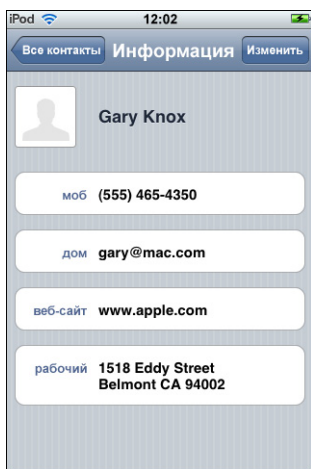 iPod 12:02
Все контакты Информация Изменить
Gary Knox
моб (555) 465-4350
дом gary@mac.com
веб-сайт www.apple.com
рабочий 1518 Eddy Street
Belmont CA 94002